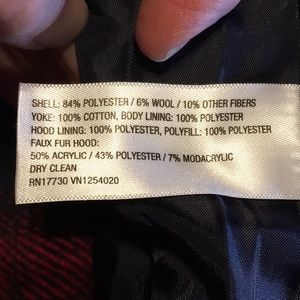 SHELL: 84% POLYESTER / 6% WOOL / 10% OTHER FIBERS
YOKE: 100% COTTON, BODY LINING: 100% POLYESTER
HOOD LINING: 100% POLYESTER, POLYFILL: 100% POLYESTER
FAUX FUR HOOD:
50% ACRYLIC / 43% POLYESTER / 7% MODACRYLIC
DRY CLEAN
RN17730 VN1254020